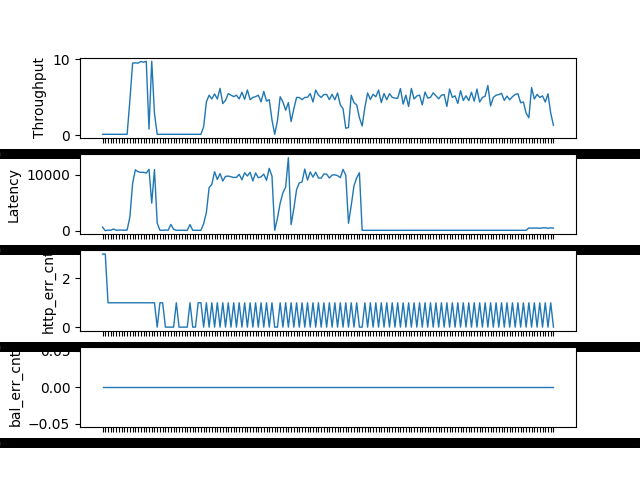 Throughput
10
0
Latency
10000
0
http_err_cnt
2
0
bal_err_cnt
0.05
0.00
−0.05